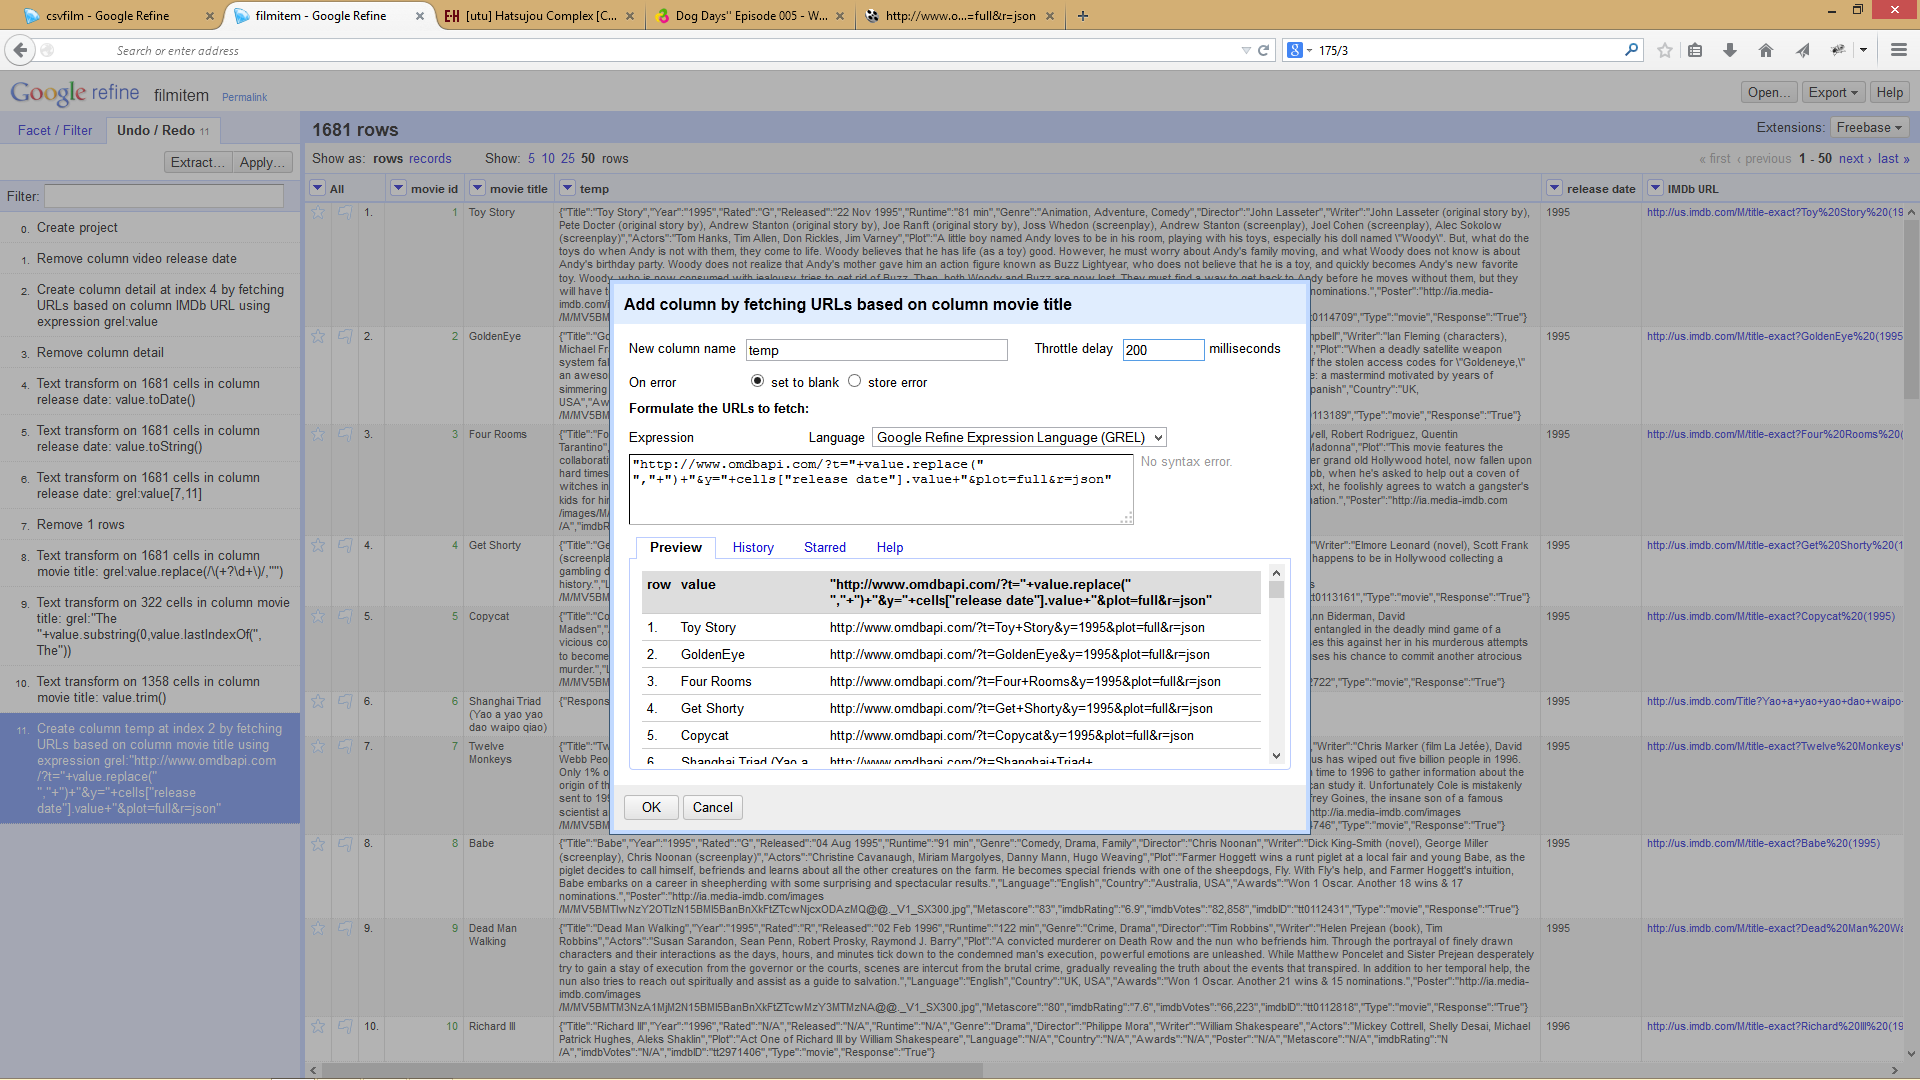 csvfilm - Google Refine
filmitem - Google Refine
[utu] Hatsujou Complex [C...
Dog Days'' Episode 005 - W...
http://www.o...=full&r=json
Search or enter address
175/3
Google refine filmitem Permalink
Open... Export Help
Facet / Filter Undo / Redo 11
1681 rows
Extensions: Freebase
Extract... Apply...
Show as: rows records Show: 5 10 25 50 rows
« first ‹ previous 1 - 50 next › last »
Filter:
All movie id movie title temp release date IMDb URL
0. Create project
1. Remove column video release date
2. Create column detail at index 4 by fetching
URLs based on column IMDb URL using
expression grel:value
3. Remove column detail
4. Text transform on 1681 cells in column
release date: value.toDate()
5. Text transform on 1681 cells in column
release date: value.toString()
6. Text transform on 1681 cells in column
release date: grel:value[7,11]
7. Remove 1 rows
8. Text transform on 1681 cells in column
movie title: grel:value.replace(/\(+?\d+\)/,"")
9. Text transform on 322 cells in column movie
title: grel:"The
"+value.substring(0,value.lastIndexOf(",
The"))
10. Text transform on 1358 cells in column
movie title: value.trim()
11. Create column temp at index 2 by fetching
URLs based on column movie title using
expression grel:"http://www.omdbapi.com
/?t="+value.replace("
","+")+"&y="+cells["release
date"].value+"&plot=full&r=json"
1. 1 Toy Story
{"Title":"Toy Story","Year":"1995","Rated":"G","Released":"22 Nov 1995","Runtime":"81 min","Genre":"Animation, Adventure, Comedy","Director":"John Lasseter","Writer":"John Lasseter (original story by),
Pete Docter (original story by), Andrew Stanton (original story by), Joe Ranft (original story by), Joss Whedon (screenplay), Andrew Stanton (screenplay), Joel Cohen (screenplay), Alec Sokolow
(screenplay)","Actors":"Tom Hanks, Tim Allen, Don Rickles, Jim Varney","Plot":"A little boy named Andy loves to be in his room, playing with his toys, especially his doll named \"Woody\". But, what do the
toys do when Andy is not with them, they come to life. Woody believes that he has life (as a toy) good. However, he must worry about Andy's family moving, and what Woody does not know is about
Andy's birthday party. Woody does not realize that Andy's mother gave him an action figure known as Buzz Lightyear, who does not believe that he is a toy, and quickly becomes Andy's new favorite
toy. Woody, who is now consumed with jealousy, tries to get rid of Buzz. Then, both Woody and Buzz are now lost. They must find a way to get back to Andy before he moves without them, but they
will have t
nominations.","Poster":"http://ia.media-
imdb.com/i
/M/MV5BM
0114709","Type":"movie","Response":"True"}
1995 http://us.imdb.com/M/title-exact?Toy%20Story%20(19
2. 2 GoldenEye
1995 http://us.imdb.com/M/title-exact?GoldenEye%20(1995
3. 3 Four Rooms
1995 http://us.imdb.com/M/title-exact?Four%20Rooms%20(
4. 4 Get Shorty
1995 http://us.imdb.com/M/title-exact?Get%20Shorty%20(1
5. 5 Copycat
1995 http://us.imdb.com/M/title-exact?Copycat%20(1995)
6. 6 Shanghai Triad
(Yao a yao yao
dao waipo qiao)
{"Respons
1995 http://us.imdb.com/Title?Yao+a+yao+yao+dao+waipo+
7. 7 Twelve
Monkeys
1995 http://us.imdb.com/M/title-exact?Twelve%20Monkeys
Add column by fetching URLs based on column movie title
New column name temp Throttle delay 200 milliseconds
On error set to blank store error
Formulate the URLs to fetch:
Expression Language Google Refine Expression Language (GREL)
"http://www.omdbapi.com/?t="+value.replace("
","+")+"&y="+cells["release date"].value+"&plot=full&r=json"
No syntax error.
Preview History Starred Help
row value "http://www.omdbapi.com/?t="+value.replace("
","+")+"&y="+cells["release date"].value+"&plot=full&r=json"
1. Toy Story http://www.omdbapi.com/?t=Toy+Story&y=1995&plot=full&r=json
2. GoldenEye http://www.omdbapi.com/?t=GoldenEye&y=1995&plot=full&r=json
3. Four Rooms http://www.omdbapi.com/?t=Four+Rooms&y=1995&plot=full&r=json
4. Get Shorty http://www.omdbapi.com/?t=Get+Shorty&y=1995&plot=full&r=json
5. Copycat http://www.omdbapi.com/?t=Copycat&y=1995&plot=full&r=json
6. Shanghai Triad (Yao a http://www.omdbapi.com/?t=Shanghai+Triad+
OK Cancel
8. 8 Babe
{"Title":"Babe","Year":"1995","Rated":"G","Released":"04 Aug 1995","Runtime":"91 min","Genre":"Comedy, Drama, Family","Director":"Chris Noonan","Writer":"Dick King-Smith (novel), George Miller
(screenplay), Chris Noonan (screenplay)","Actors":"Christine Cavanaugh, Miriam Margolyes, Danny Mann, Hugo Weaving","Plot":"Farmer Hoggett wins a runt piglet at a local fair and young Babe, as the
piglet decides to call himself, befriends and learns about all the other creatures on the farm. He becomes special friends with one of the sheepdogs, Fly. With Fly's help, and Farmer Hoggett's intuition,
Babe embarks on a career in sheepherding with some surprising and spectacular results.","Language":"English","Country":"Australia, USA","Awards":"Won 1 Oscar. Another 18 wins & 17
nominations.","Poster":"http://ia.media-imdb.com/images
"Metascore":"83","imdbRating":"6.9","imdbVotes":"82,858","imdbID":"tt0112431","Type":"movie","Response":"True"}
1995 http://us.imdb.com/M/title-exact?Babe%20(1995)
9. 9 Dead Man
Walking
{"Title":"Dead Man Walking","Year":"1995","Rated":"R","Released":"02 Feb 1996","Runtime":"122 min","Genre":"Crime, Drama","Director":"Tim Robbins","Writer":"Helen Prejean (book), Tim
Robbins","Actors":"Susan Sarandon, Sean Penn, Robert Prosky, Raymond J. Barry","Plot":"A convicted murderer on Death Row and the nun who befriends him. Through the portrayal of finely drawn
characters and their interactions as the days, hours, and minutes tick down to the condemned man's execution, powerful emotions are unleashed. While Matthew Poncelet and Sister Prejean desperately
try to gain a stay of execution from the governor or the courts, scenes are intercut from the brutal crime, gradually revealing the truth about the events that transpired. In addition to her temporal help, the
nun also tries to reach out spiritually and assist as a guide to salvation.","Language":"English","Country":"UK, USA","Awards":"Won 1 Oscar. Another 21 wins & 15 nominations.","Poster":"http://ia.media-
imdb.com/images
"Metascore":"80","imdbRating":"7.6","imdbVotes":"66,223","imdbID":"tt0112818","Type":"movie","Response":"True"}
1995 http://us.imdb.com/M/title-exact?Dead%20Man%20Wa
10. 10 Richard III
{"Title":"Richard III","Year":"1996","Rated":"N/A","Released":"N/A","Runtime":"N/A","Genre":"Drama","Director":"Philippe Mora","Writer":"William Shakespeare","Actors":"Mickey Cottrell, Shelly Desai, Michael
Patrick Hughes, Aleks Shaklin","Plot":"Act One of Richard III by William Shakespeare","Language":"N/A","Country":"N/A","Awards":"N/A","Poster":"N/A","Metascore":"N/A","imdbRating":"N
/A","imdbVotes":"N/A","imdbID":"tt2971406","Type":"movie","Response":"True"}
1996 http://us.imdb.com/M/title-exact?Richard%20III%20(19